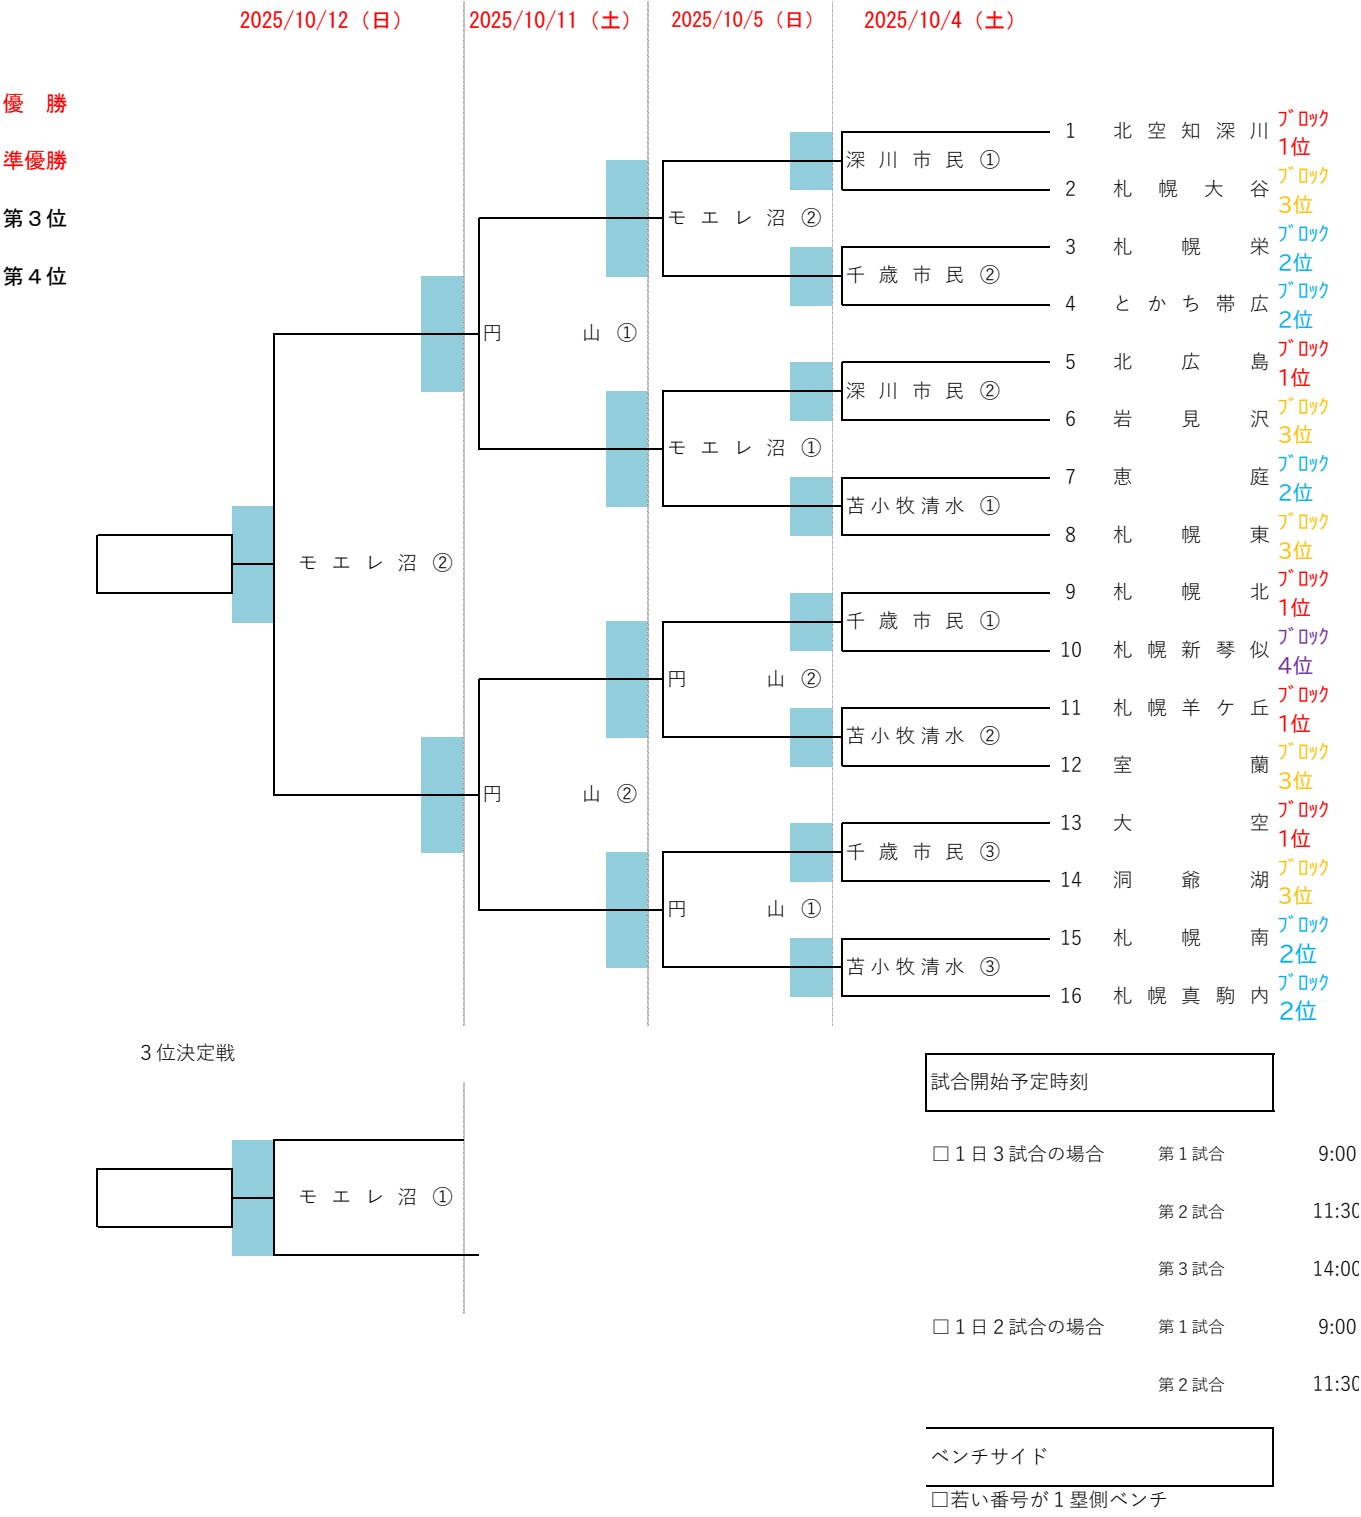 2025/10/12（日） 2025/10/11（土） 2025/10/5（日） 2025/10/4（土）
優　勝
準優勝
第３位
第４位
1 北空知深川 ﾌﾞﾛｯｸ1位
深川市民 ①
2 札幌大谷 ﾌﾞﾛｯｸ3位
モエレ沼 ②
3 札幌栄 ﾌﾞﾛｯｸ2位
千歳市民 ②
4 とかち帯広 ﾌﾞﾛｯｸ2位
円山 ①
5 北広島 ﾌﾞﾛｯｸ1位
深川市民 ②
6 岩見沢 ﾌﾞﾛｯｸ3位
モエレ沼 ①
7 恵庭 ﾌﾞﾛｯｸ2位
苫小牧清水 ①
8 札幌東 ﾌﾞﾛｯｸ3位
モエレ沼 ②
9 札幌北 ﾌﾞﾛｯｸ1位
千歳市民 ①
10 札幌新琴似 ﾌﾞﾛｯｸ4位
円山 ②
11 札幌羊ケ丘 ﾌﾞﾛｯｸ1位
苫小牧清水 ②
12 室蘭 ﾌﾞﾛｯｸ3位
円山 ②
13 大空 ﾌﾞﾛｯｸ1位
千歳市民 ③
14 洞爺湖 ﾌﾞﾛｯｸ3位
円山 ①
15 札幌南 ﾌﾞﾛｯｸ2位
苫小牧清水 ③
16 札幌真駒内 ﾌﾞﾛｯｸ2位
３位決定戦
モエレ沼 ①
試合開始予定時刻
□１日３試合の場合 第１試合 9:00
第２試合 11:30
第３試合 14:00
□１日２試合の場合 第１試合 9:00
第２試合 11:30
ベンチサイド
□若い番号が１塁側ベンチ